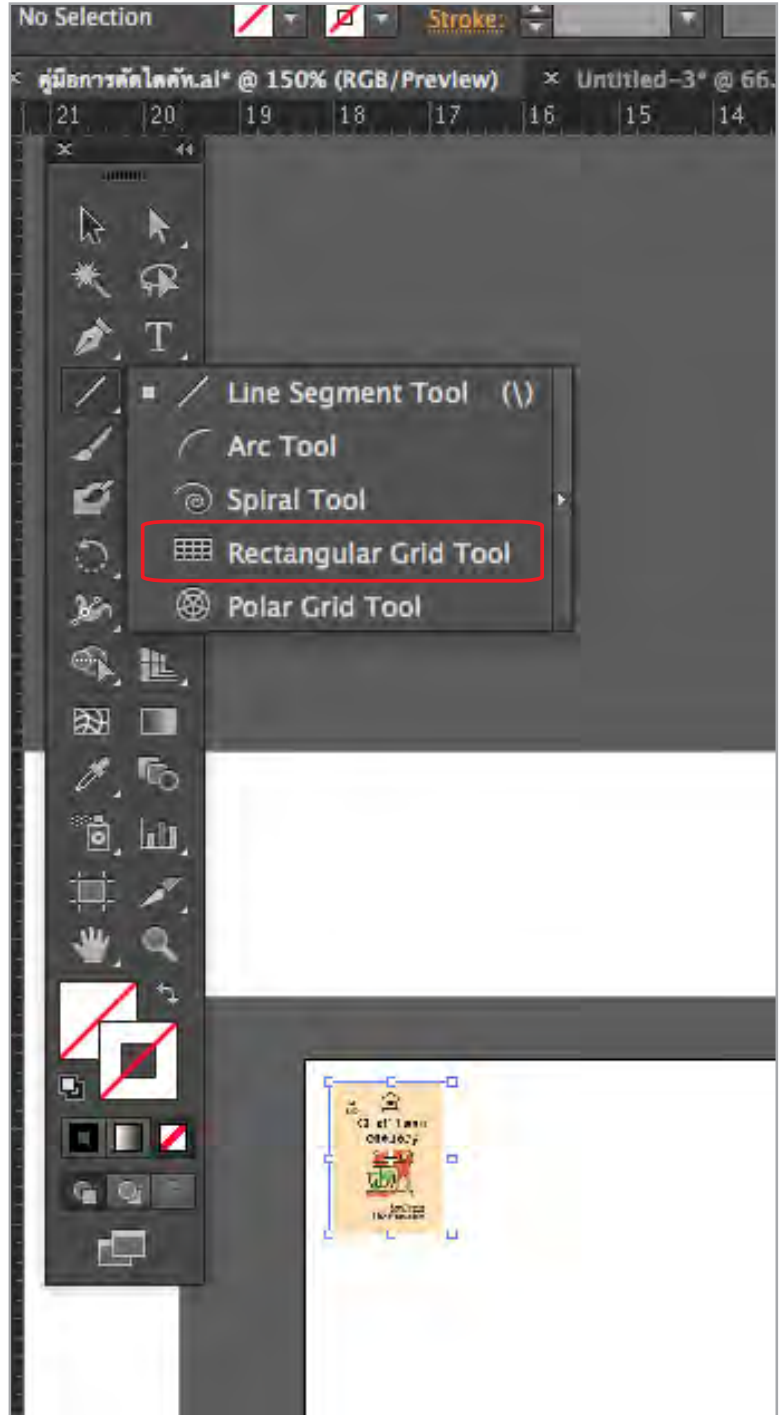 No Selection
Stroke:
× คู่มือการตัดไดคัท.ai* @ 150% (RGB/Preview) × Untitled-3* @ 66.
21 20 19 18 17 16 15 14
T
Line Segment Tool (\)
Arc Tool
Spiral Tool
Rectangular Grid Tool
Polar Grid Tool